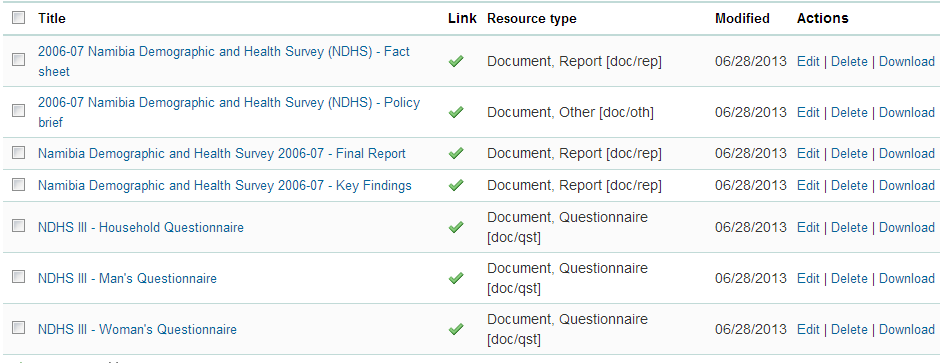 Title Link Resource type Modified Actions
2006-07 Namibia Demographic and Health Survey (NDHS) - Fact
sheet
Document, Report [doc/rep] 06/28/2013 Edit | Delete | Download
2006-07 Namibia Demographic and Health Survey (NDHS) - Policy
brief
Document, Other [doc/oth] 06/28/2013 Edit | Delete | Download
Namibia Demographic and Health Survey 2006-07 - Final Report Document, Report [doc/rep] 06/28/2013 Edit | Delete | Download
Namibia Demographic and Health Survey 2006-07 - Key Findings Document, Report [doc/rep] 06/28/2013 Edit | Delete | Download
NDHS III - Household Questionnaire
Document, Questionnaire
[doc/qst]
06/28/2013 Edit | Delete | Download
NDHS III - Man's Questionnaire
Document, Questionnaire
[doc/qst]
06/28/2013 Edit | Delete | Download
NDHS III - Woman's Questionnaire
Document, Questionnaire
[doc/qst]
06/28/2013 Edit | Delete | Download